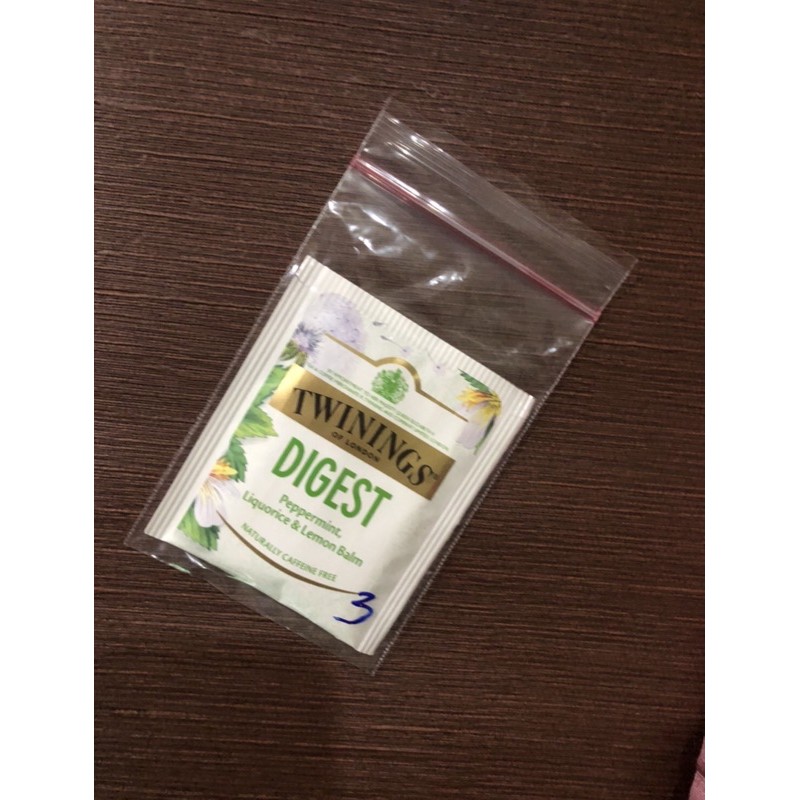 TWININGS®
OF LONDON
DIGEST
Peppermint,
Liquorice & Lemon Balm
NATURALLY CAFFEINE FREE
3